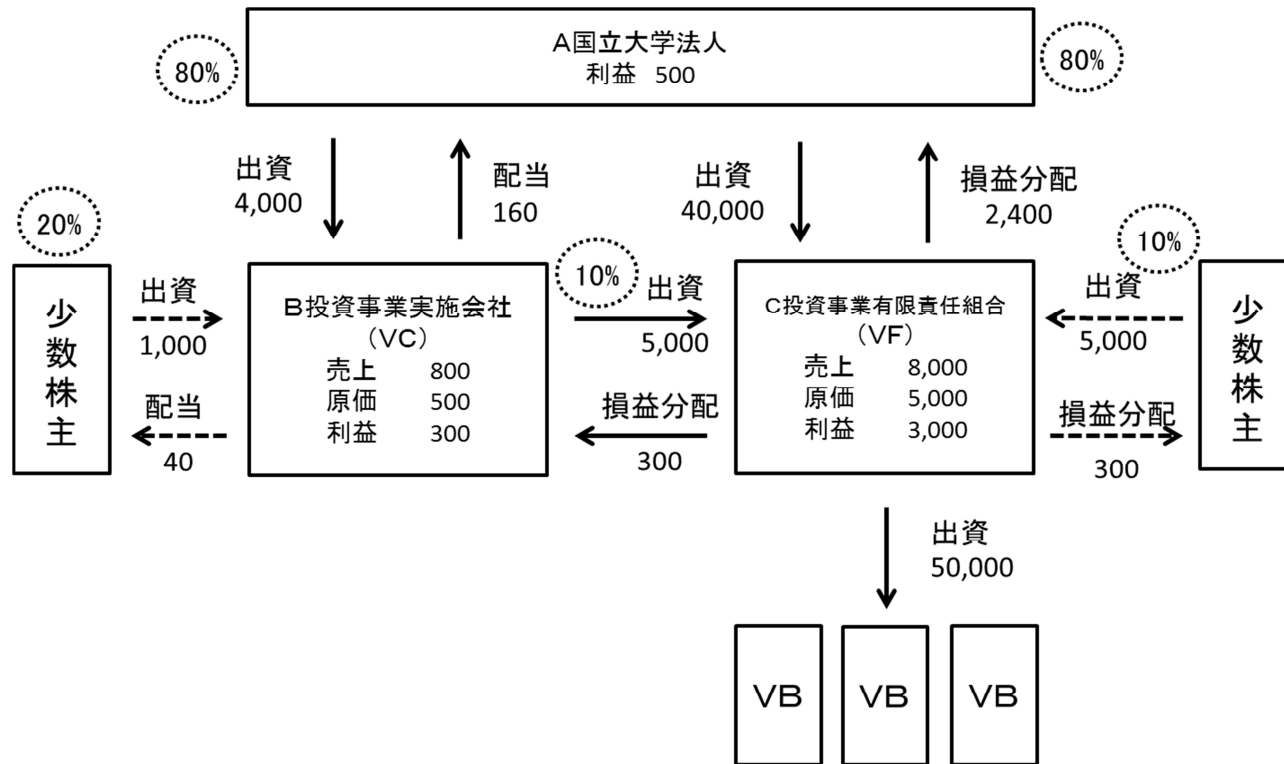 A国立大学法人
利益 500
80%
80%
出資
4,000
配当
160
出資
40,000
損益分配
2,400
20%
少数株主
出資
1,000
配当
40
B投資事業実施会社
(VC)
売上 800
原価 500
利益 300
10%
出資
5,000
損益分配
300
C投資事業有限責任組合
(VF)
売上 8,000
原価 5,000
利益 3,000
10%
出資
5,000
損益分配
300
少数株主
出資
50,000
VB
VB
VB